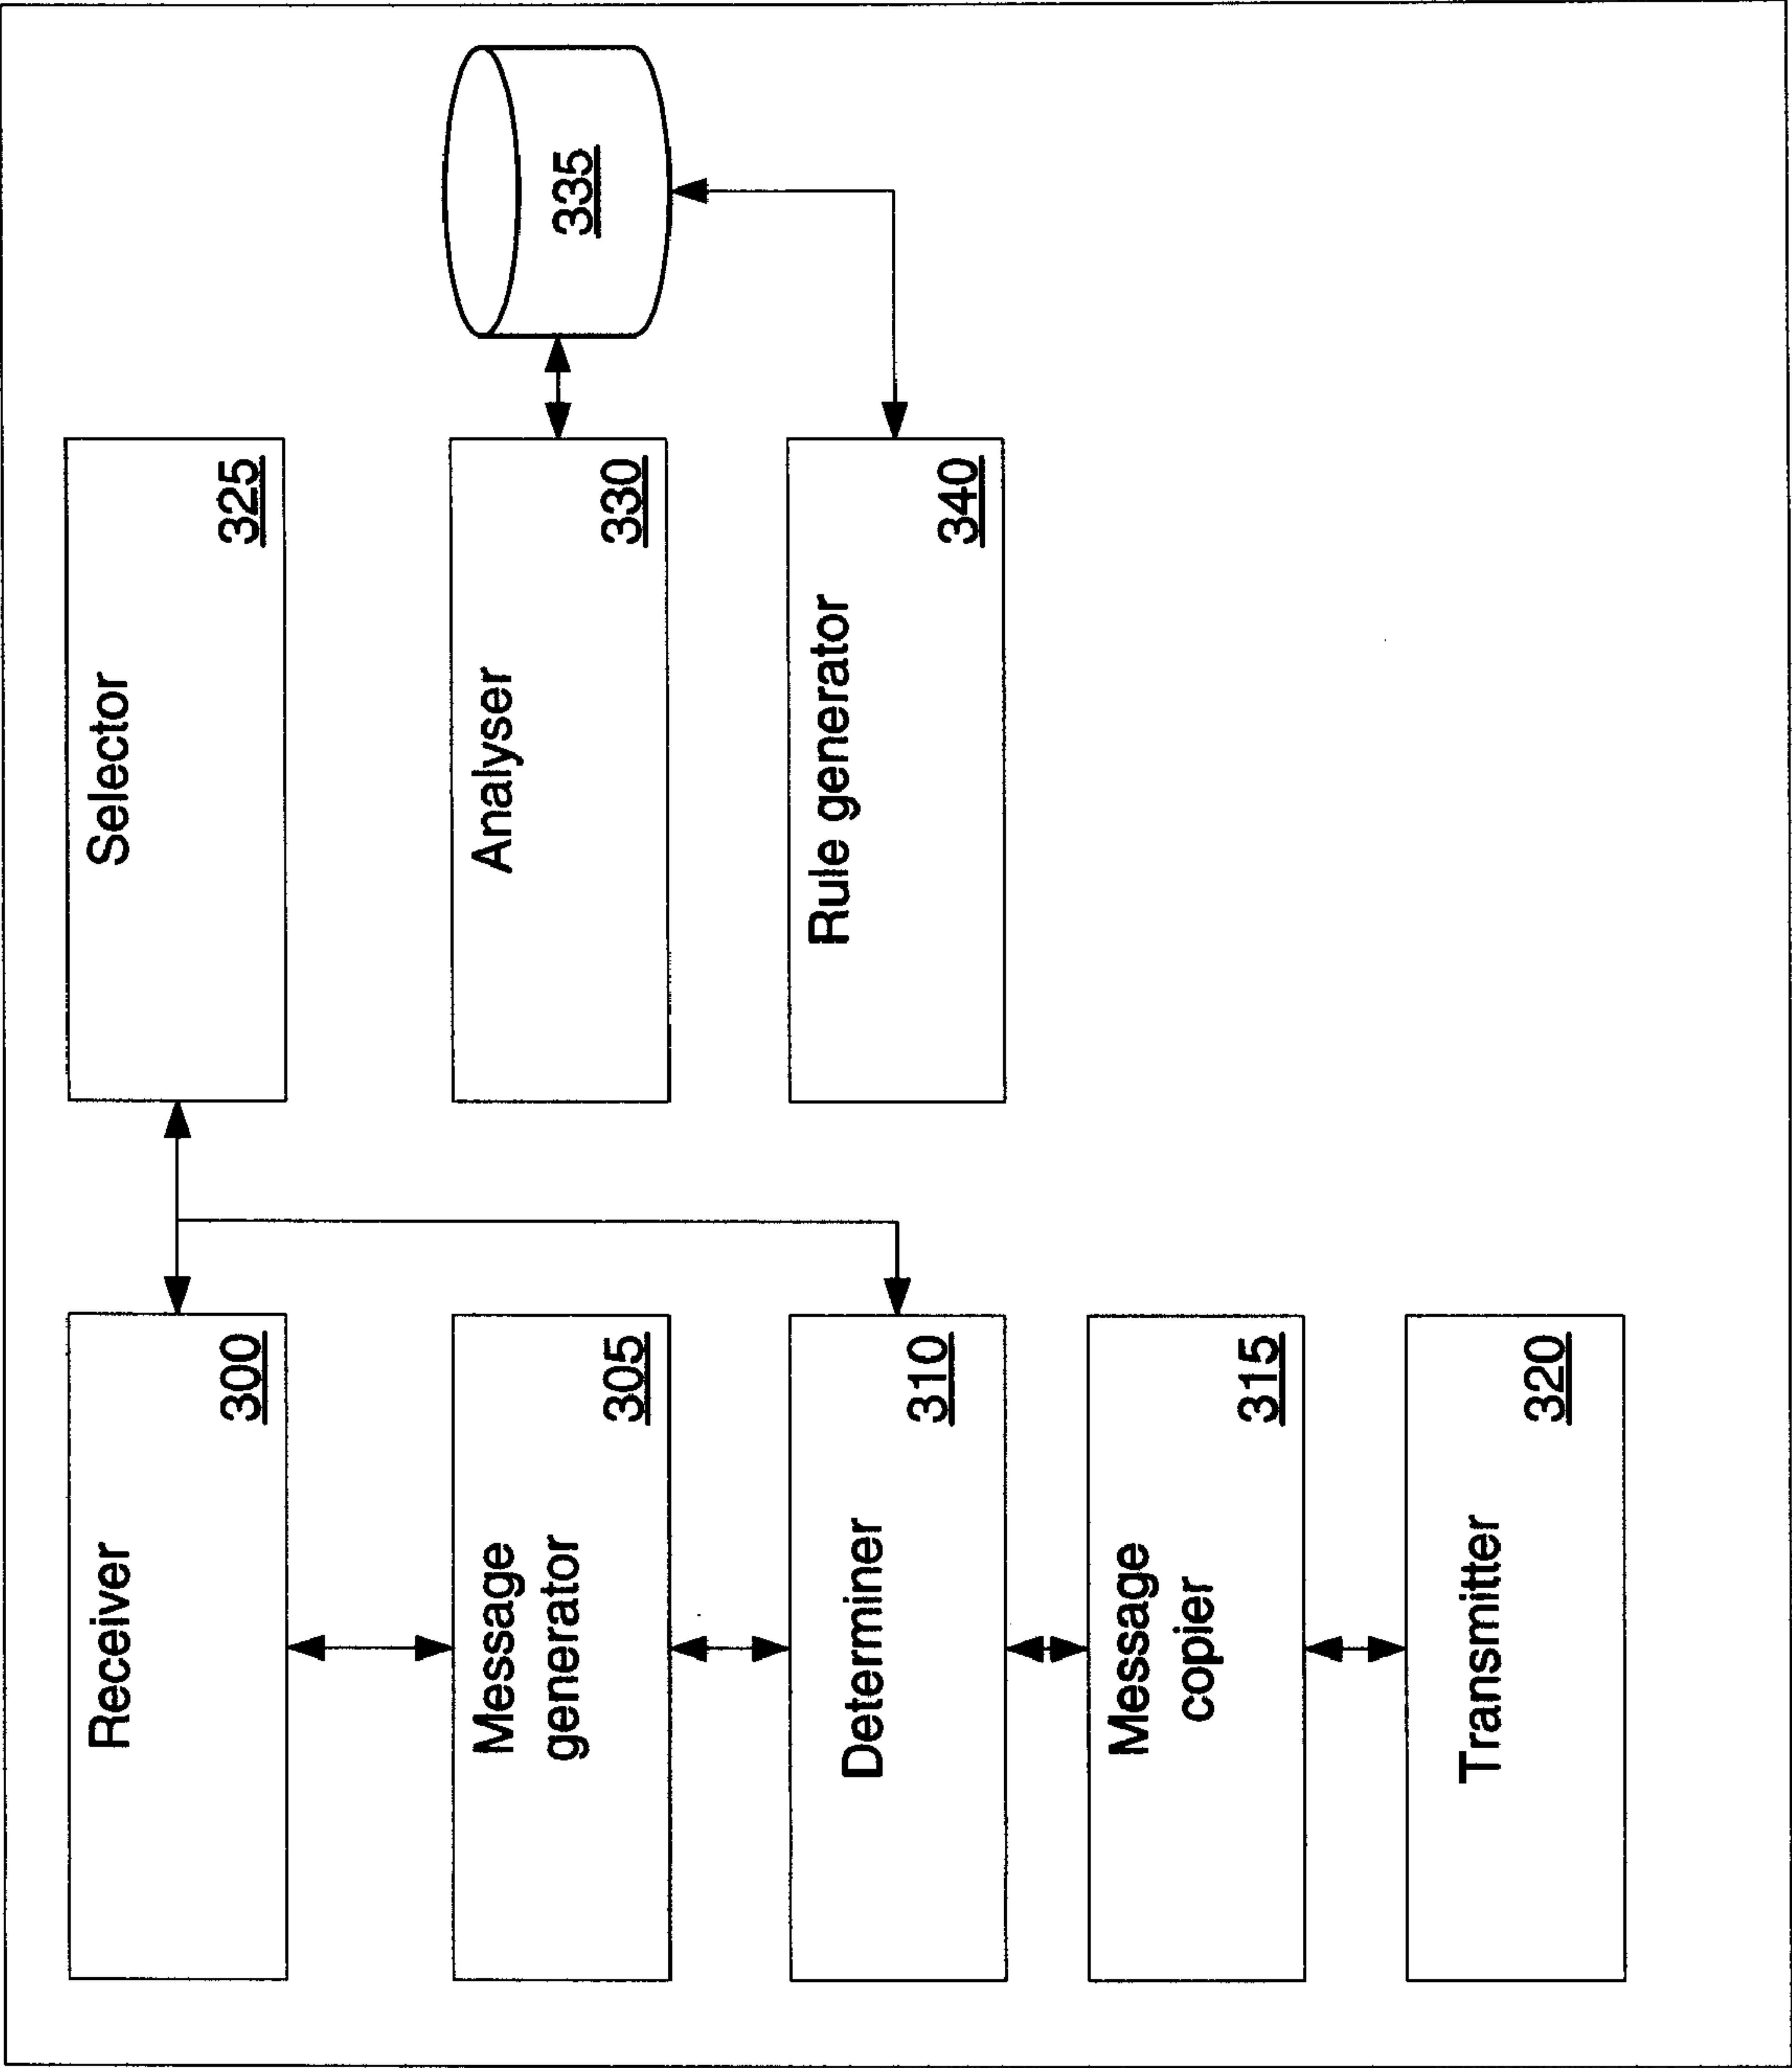 Receiver
300
Message
generator
305
Determiner
310
Message
copier
315
Transmitter
320
Selector
325
Analyser
330
335
Rule generator
340